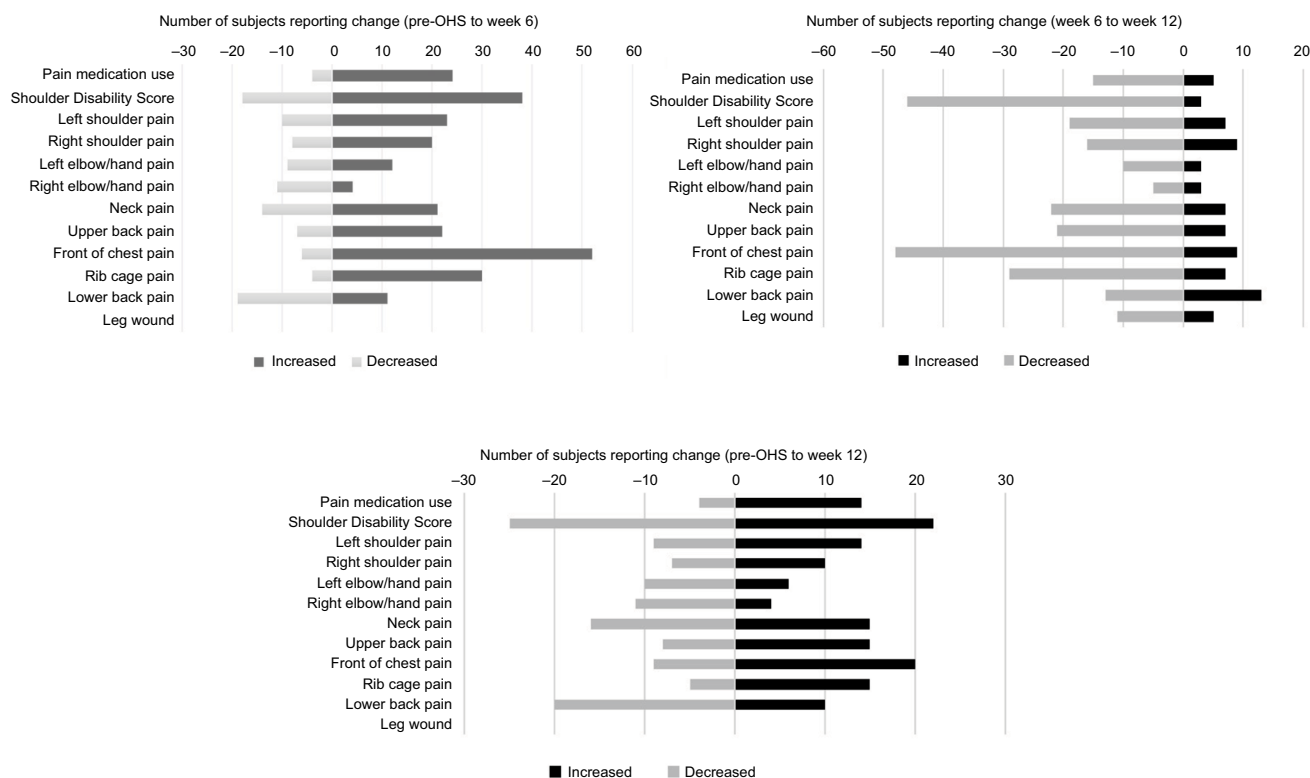 Number of subjects reporting change (pre-OHS to week 6)
–30 –20 –10 0 10 20 30 40 50 60
Pain medication use
Shoulder Disability Score
Left shoulder pain
Right shoulder pain
Left elbow/hand pain
Right elbow/hand pain
Neck pain
Upper back pain
Front of chest pain
Rib cage pain
Lower back pain
Leg wound
Increased Decreased
Number of subjects reporting change (week 6 to week 12)
–60 –50 –40 –30 –20 –10 0 10 20
Pain medication use
Shoulder Disability Score
Left shoulder pain
Right shoulder pain
Left elbow/hand pain
Right elbow/hand pain
Neck pain
Upper back pain
Front of chest pain
Rib cage pain
Lower back pain
Leg wound
Increased Decreased
Number of subjects reporting change (pre-OHS to week 12)
–30 –20 –10 0 10 20 30
Pain medication use
Shoulder Disability Score
Left shoulder pain
Right shoulder pain
Left elbow/hand pain
Right elbow/hand pain
Neck pain
Upper back pain
Front of chest pain
Rib cage pain
Lower back pain
Leg wound
Increased Decreased